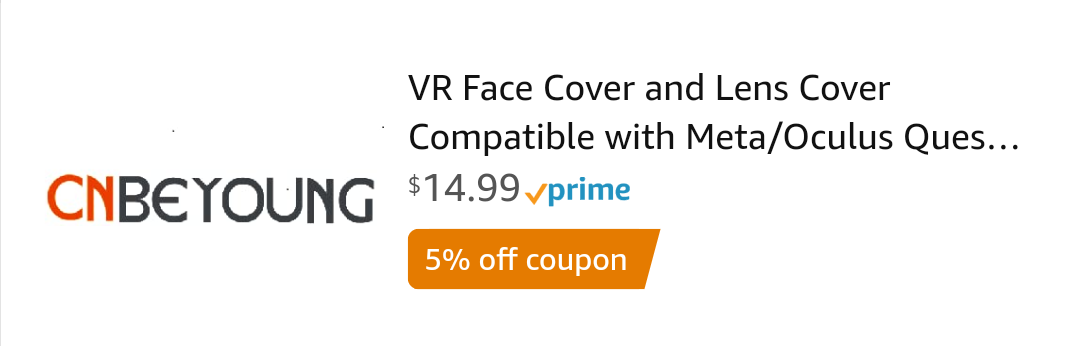 CNBEYOUNG
VR Face Cover and Lens Cover
Compatible with Meta/Oculus Ques...
$14.99 prime
5% off coupon